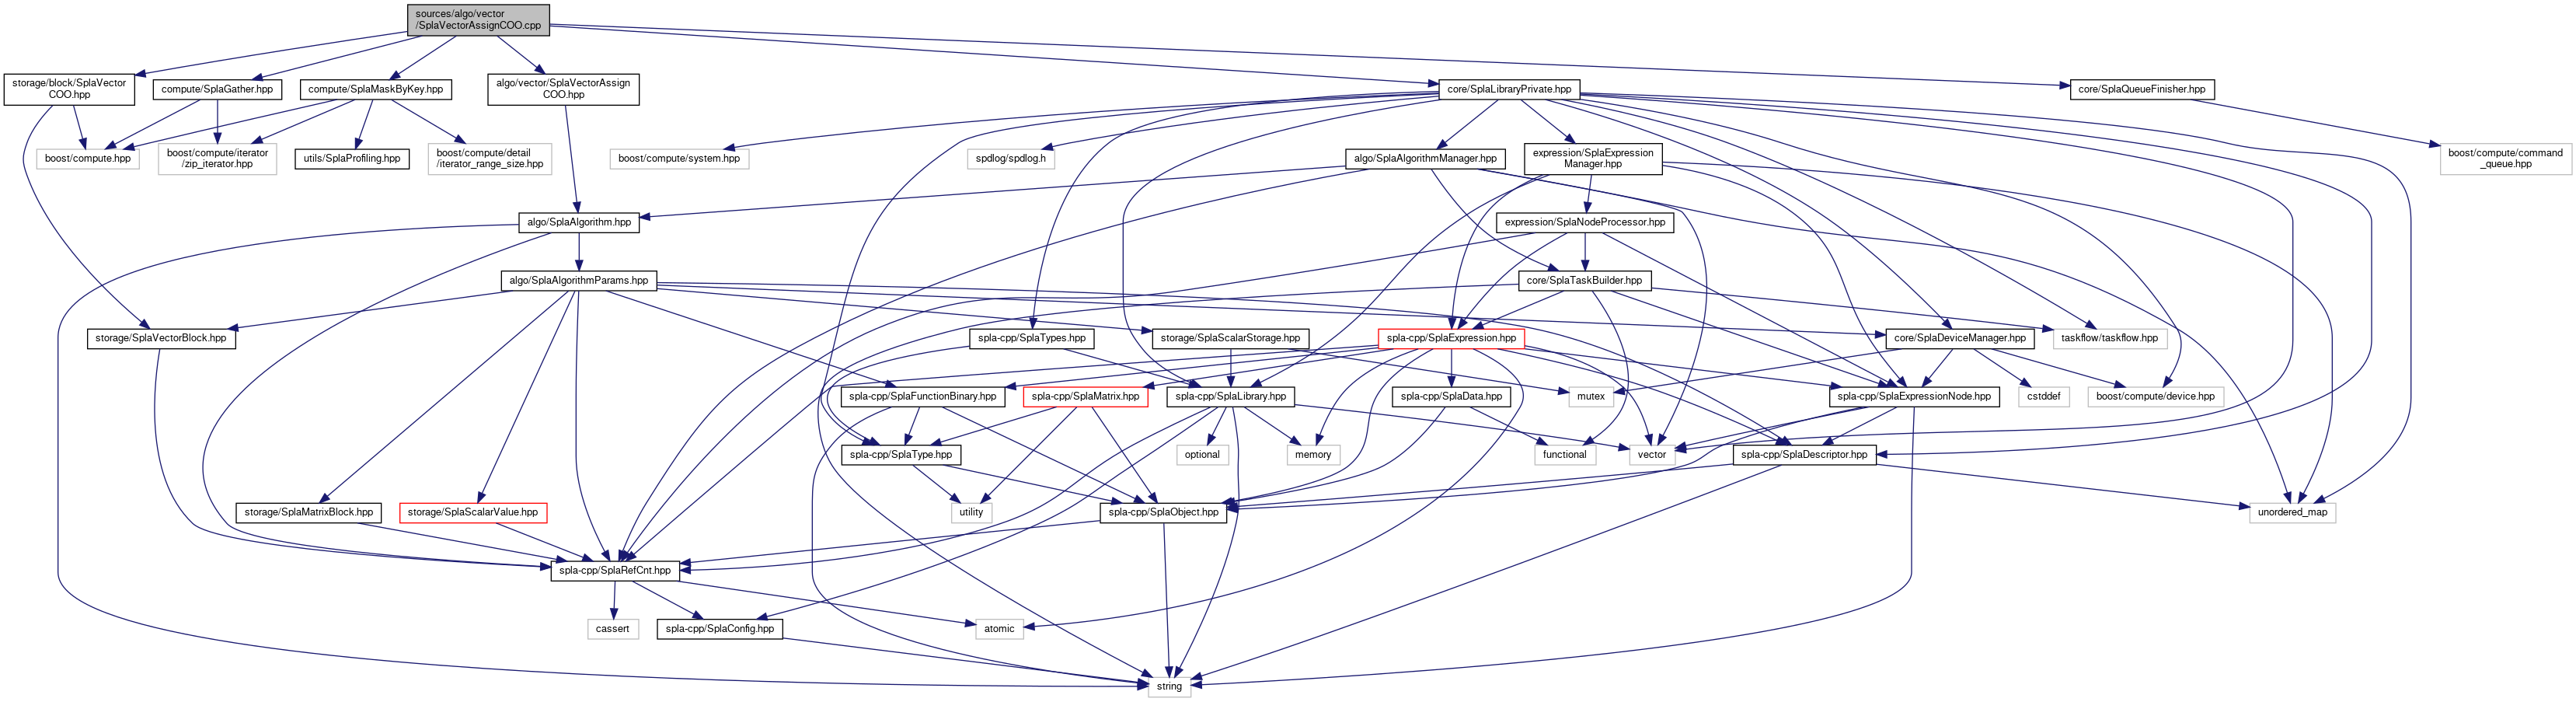 sources/algo/vector
/SplaVectorAssignCOO.cpp
storage/block/SplaVector
COO.hpp
compute/SplaGather.hpp
compute/SplaMaskByKey.hpp
algo/vector/SplaVectorAssign
COO.hpp
core/SplaLibraryPrivate.hpp
core/SplaQueueFinisher.hpp
boost/compute.hpp
boost/compute/iterator
/zip_iterator.hpp
utils/SplaProfiling.hpp
boost/compute/detail
/iterator_range_size.hpp
boost/compute/system.hpp
spdlog/spdlog.h
algo/SplaAlgorithmManager.hpp
expression/SplaExpression
Manager.hpp
boost/compute/command
_queue.hpp
algo/SplaAlgorithm.hpp
expression/SplaNodeProcessor.hpp
algo/SplaAlgorithmParams.hpp
core/SplaTaskBuilder.hpp
storage/SplaVectorBlock.hpp
spla-cpp/SplaTypes.hpp
storage/SplaScalarStorage.hpp
spla-cpp/SplaExpression.hpp
core/SplaDeviceManager.hpp
taskflow/taskflow.hpp
spla-cpp/SplaFunctionBinary.hpp
spla-cpp/SplaMatrix.hpp
spla-cpp/SplaLibrary.hpp
spla-cpp/SplaData.hpp
mutex
spla-cpp/SplaExpressionNode.hpp
cstddef
boost/compute/device.hpp
spla-cpp/SplaType.hpp
optional
memory
functional
vector
spla-cpp/SplaDescriptor.hpp
storage/SplaMatrixBlock.hpp
storage/SplaScalarValue.hpp
utility
spla-cpp/SplaObject.hpp
unordered_map
spla-cpp/SplaRefCnt.hpp
cassert
spla-cpp/SplaConfig.hpp
atomic
string